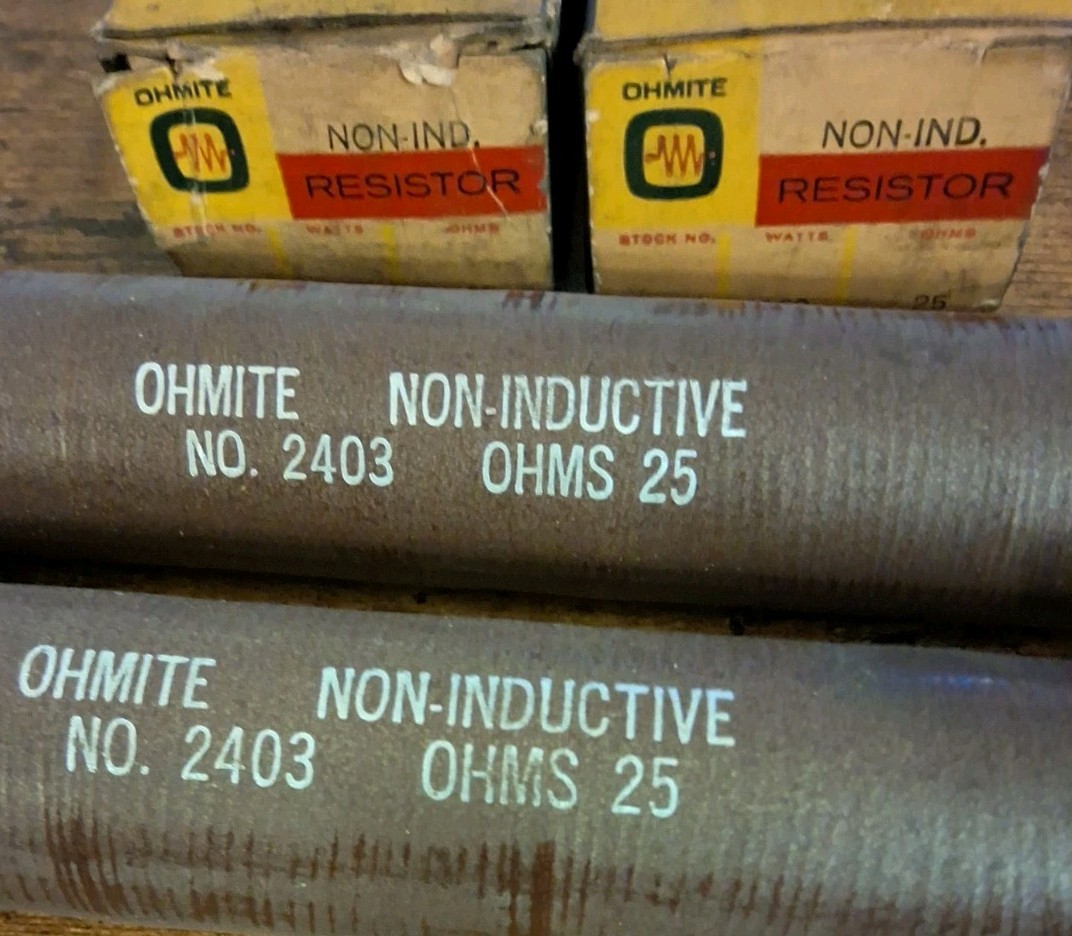 OHMITE
NON-IND.
RESISTOR
STOCK NO. WATTS OHMS
OHMITE
NON-IND.
RESISTOR
STOCK NO. WATTS OHMS
25
OHMITE NON-INDUCTIVE
NO. 2403 OHMS 25
OHMITE NON-INDUCTIVE
NO. 2403 OHMS 25